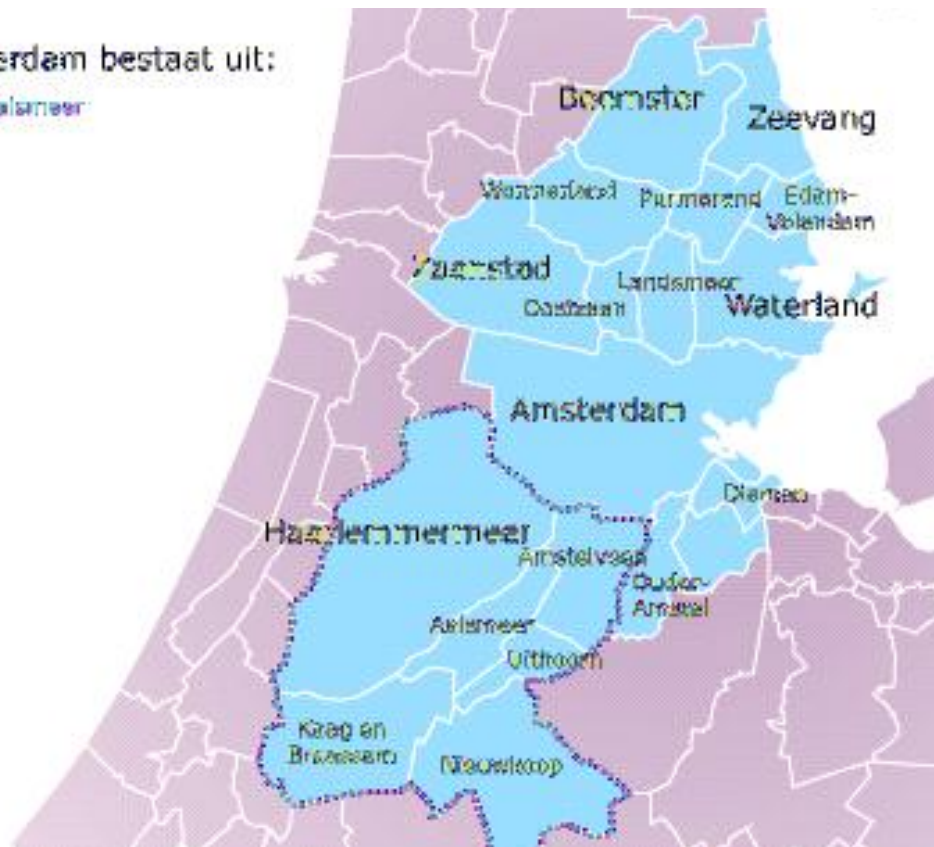 erdam bestaat uit:
alsmeer
Beemster
Zeevang
Wormerland
Purmerend
Edam-
Volendam
Zaanstad
Landsmeer
Oostzaan
Waterland
Amsterdam
Diemen
Haarlemmermeer
Amstelveen
Ouder-
Amstel
Aalsmeer
Uithoorn
Kaag en
Braassem
Nieuwkoop